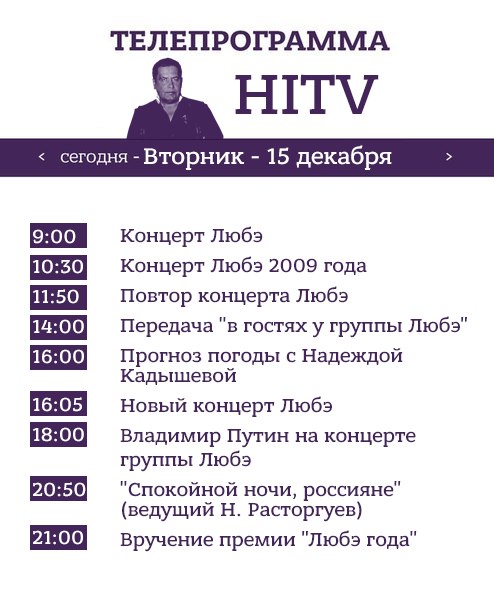 ТЕЛЕПРОГРАММА
HITV
< сегодня - Вторник - 15 декабря >
9:00 Концерт Любэ
10:30 Концерт Любэ 2009 года
11:50 Повтор концерта Любэ
14:00 Передача "в гостях у группы Любэ"
16:00 Прогноз погоды с Надеждой
Кадышевой
16:05 Новый концерт Любэ
18:00 Владимир Путин на концерте
группы Любэ
20:50 "Спокойной ночи, россияне"
(ведущий Н. Расторгуев)
21:00 Вручение премии "Любэ года"